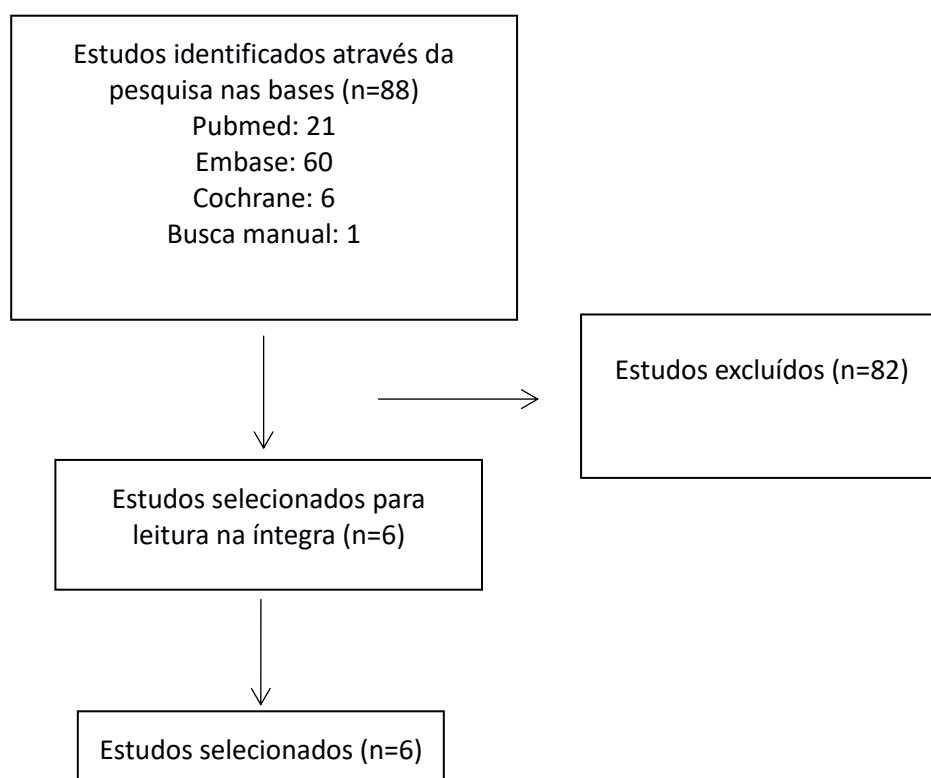 Estudos identificados através da
pesquisa nas bases (n=88)
Pubmed: 21
Embase: 60
Cochrane: 6
Busca manual: 1
Estudos excluídos (n=82)
Estudos selecionados para
leitura na íntegra (n=6)
Estudos selecionados (n=6)